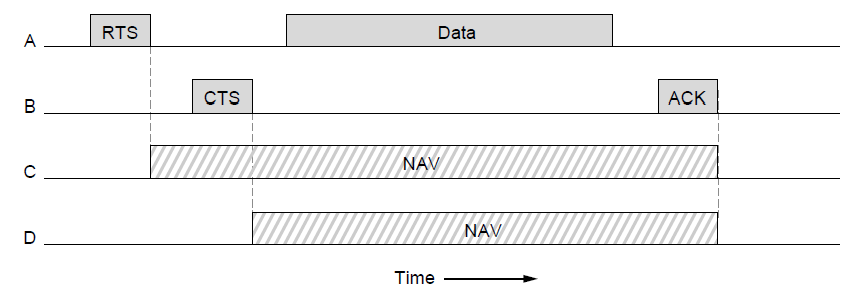 A RTS Data
B CTS ACK
C NAV
D NAV
Time